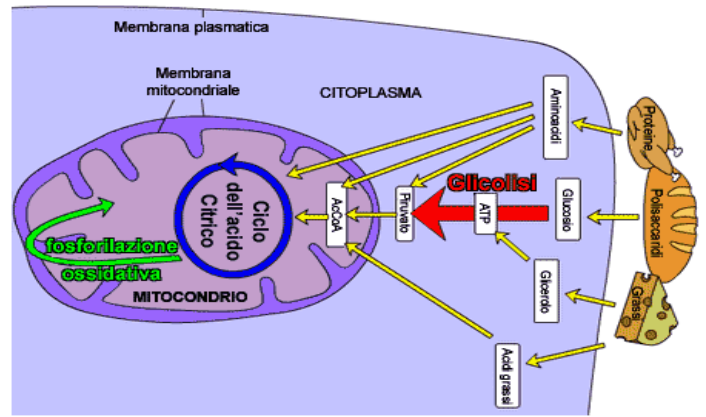 Membrana plasmatica
Membrana
mitocondriale
CITOPLASMA
Aminoacidi
Proteine
Polisaccaridi
Grassi
Glicolisi
Glucosio
ATP
Piruvato
AcCoA
Ciclo
dell'acido
Citrico
fosforilazione
ossidativa
MITOCONDRIO
Glicerolo
Acidi grassi